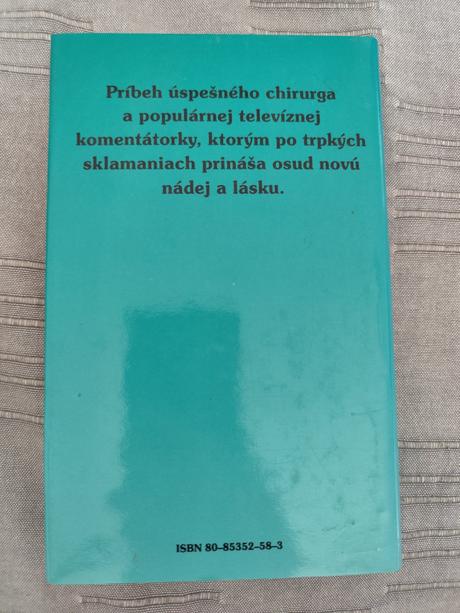 Príbeh úspešného chirurga
a populárnej televíznej
komentátorky, ktorým po trpkých
sklamaniach prináša osud novú
nádej a lásku.
ISBN 80–85352–58–3